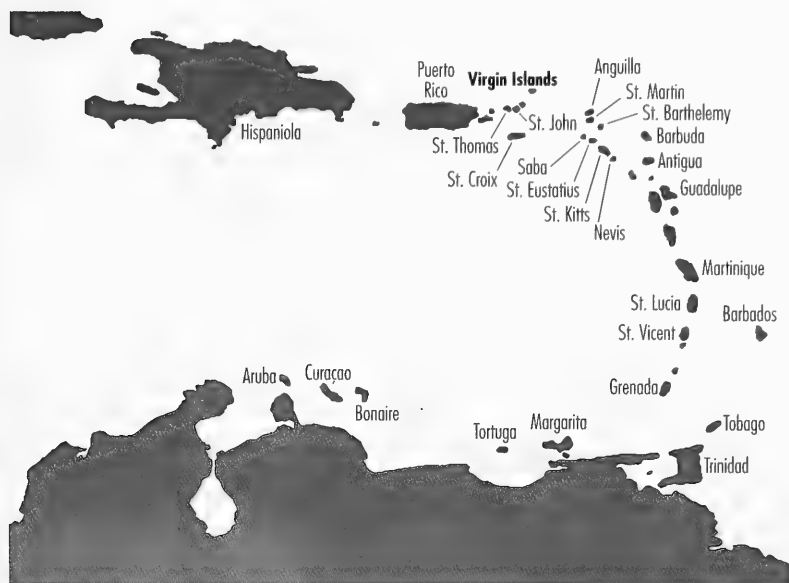 Puerto
Rico
Virgin Islands
Anguilla
St. Martin
St. Barthelemy
Hispaniola
St. Thomas
St. John
Barbuda
Saba
Antigua
St. Croix
St. Eustatius
Guadalupe
St. Kitts
Nevis
Martinique
St. Lucia
Barbados
St. Vicent
Aruba
Curaçao
Bonaire
Grenada
Tortuga
Margarita
Tobago
Trinidad